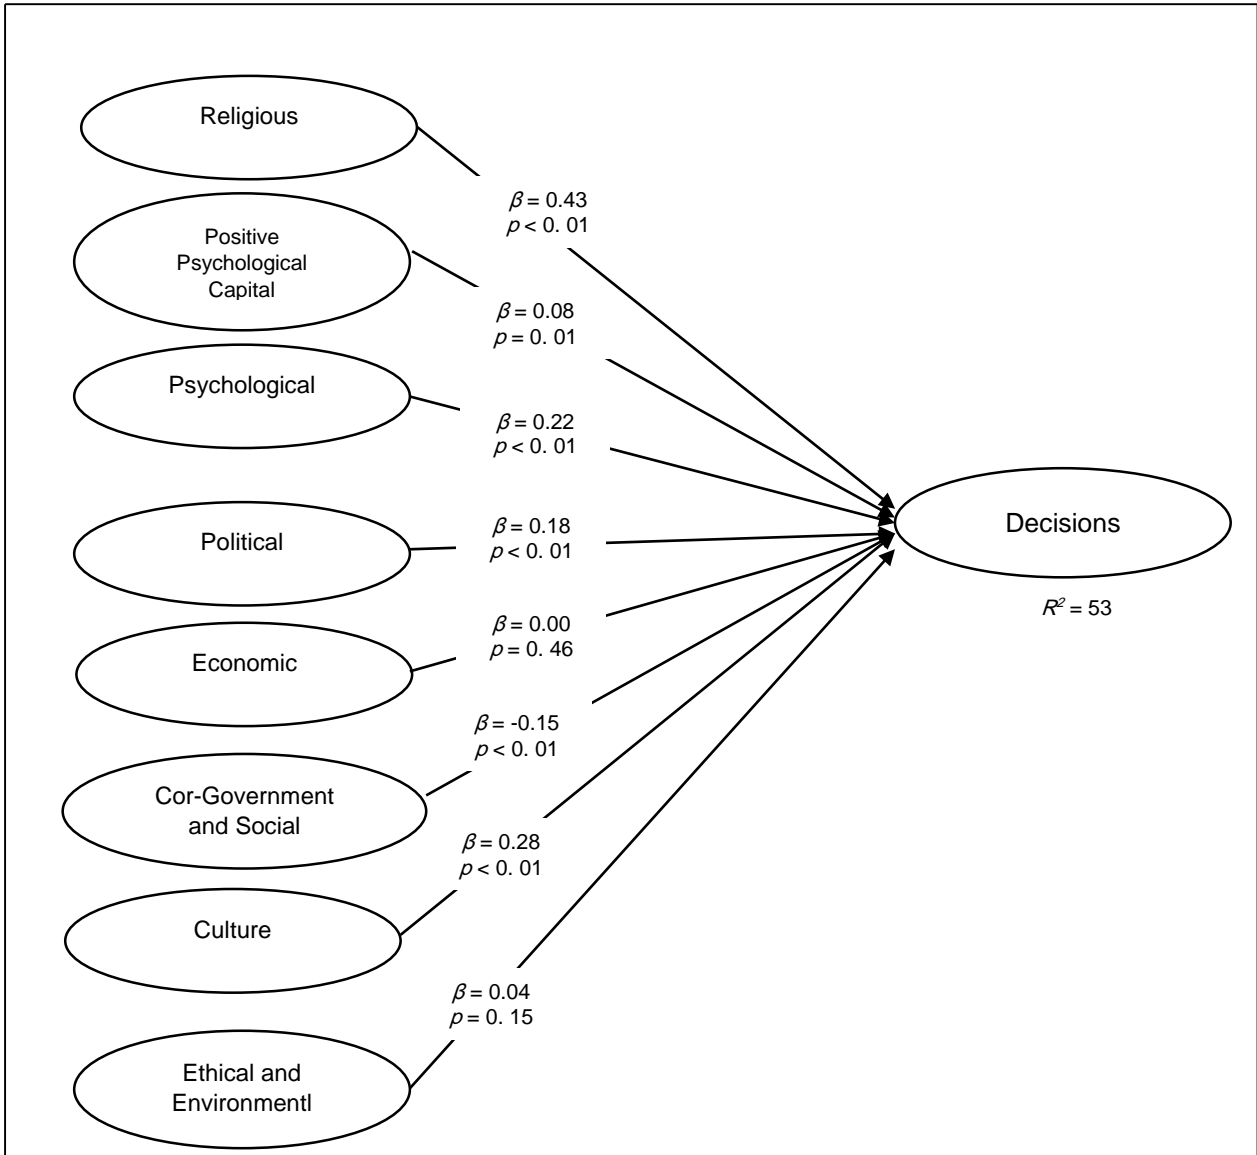 Religious
β = 0.43
p < 0. 01
Positive
Psychological
Capital
β = 0.08
p = 0. 01
Psychological
β = 0.22
p < 0. 01
Political
β = 0.18
p < 0. 01
Decisions
R² = 53
Economic
β = 0.00
p = 0. 46
Cor-Government
and Social
β = -0.15
p < 0. 01
Culture
β = 0.28
p < 0. 01
Ethical and
Environmentl
β = 0.04
p = 0. 15